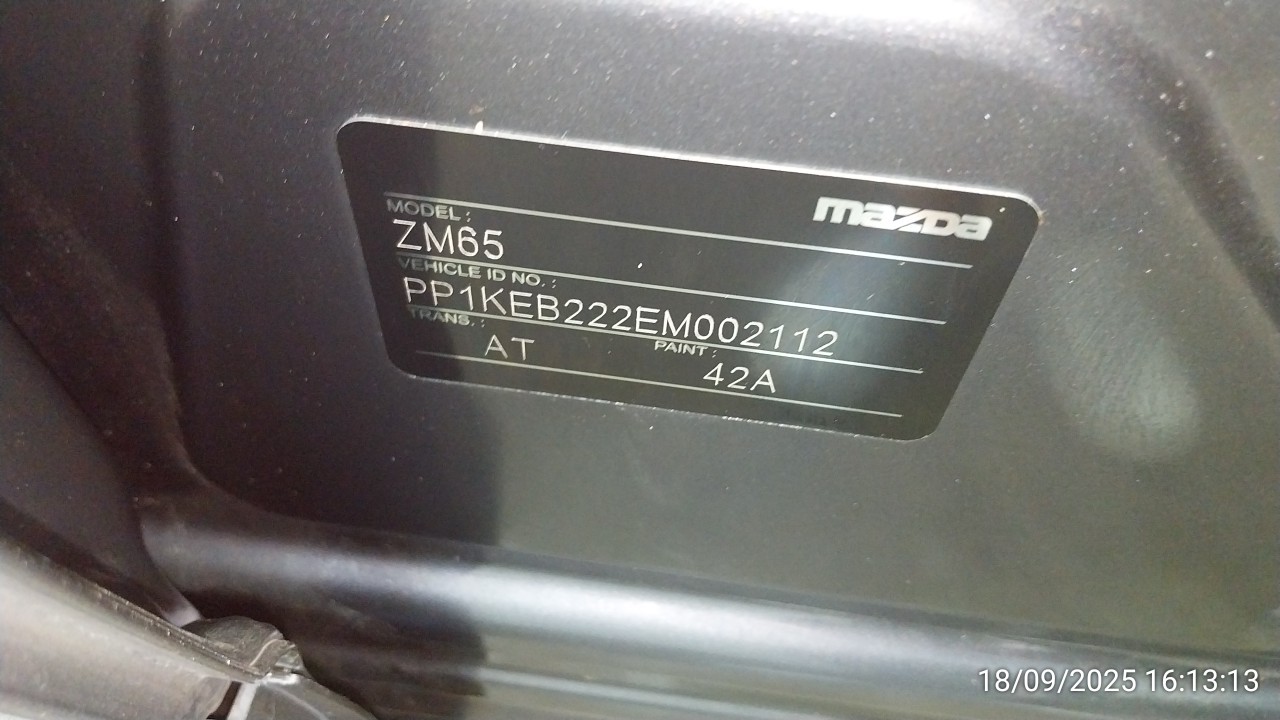 mazda
MODEL :
ZM65
VEHICLE ID NO. :
PP1KEB222EM002112
TRANS. : PAINT :
AT 42A
18/09/2025 16:13:13